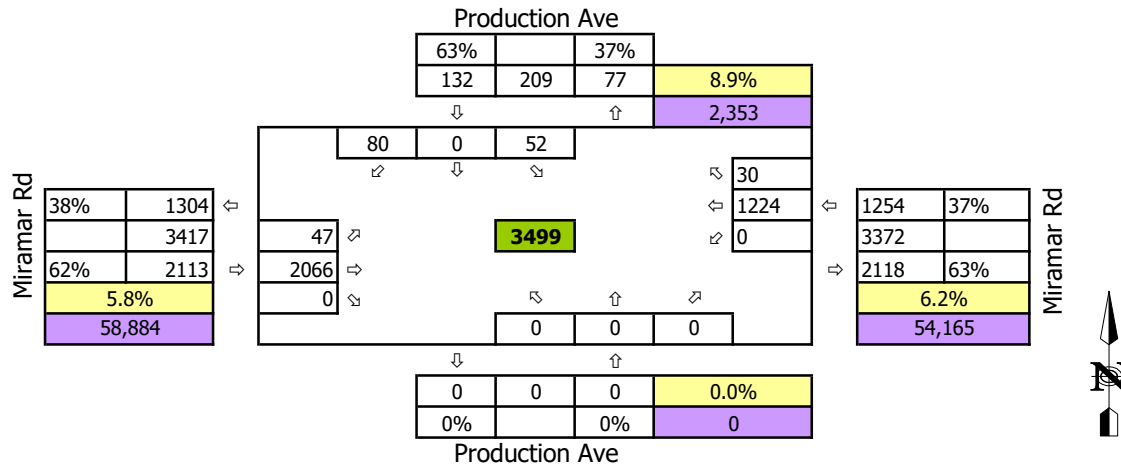 Production Ave
63% 37%
132 209 77 8.9%
⇩ ⇧ 2,353
80 0 52
⬃ ⇩ ⬂
30
1224
0
⬁
⇦
⬃
38% 1304 ⇦
3417
62% 2113 ⇨
5.8%
58,884
Miramar Rd
47 ⬀
2066 ⇨
0 ⬂
3499
⇦ 1254 37%
3372
⇨ 2118 63%
6.2%
54,165
Miramar Rd
⬁ ⇧ ⬀
0 0 0
⇩ ⇧
0 0 0 0.0%
0% 0% 0
Production Ave
N